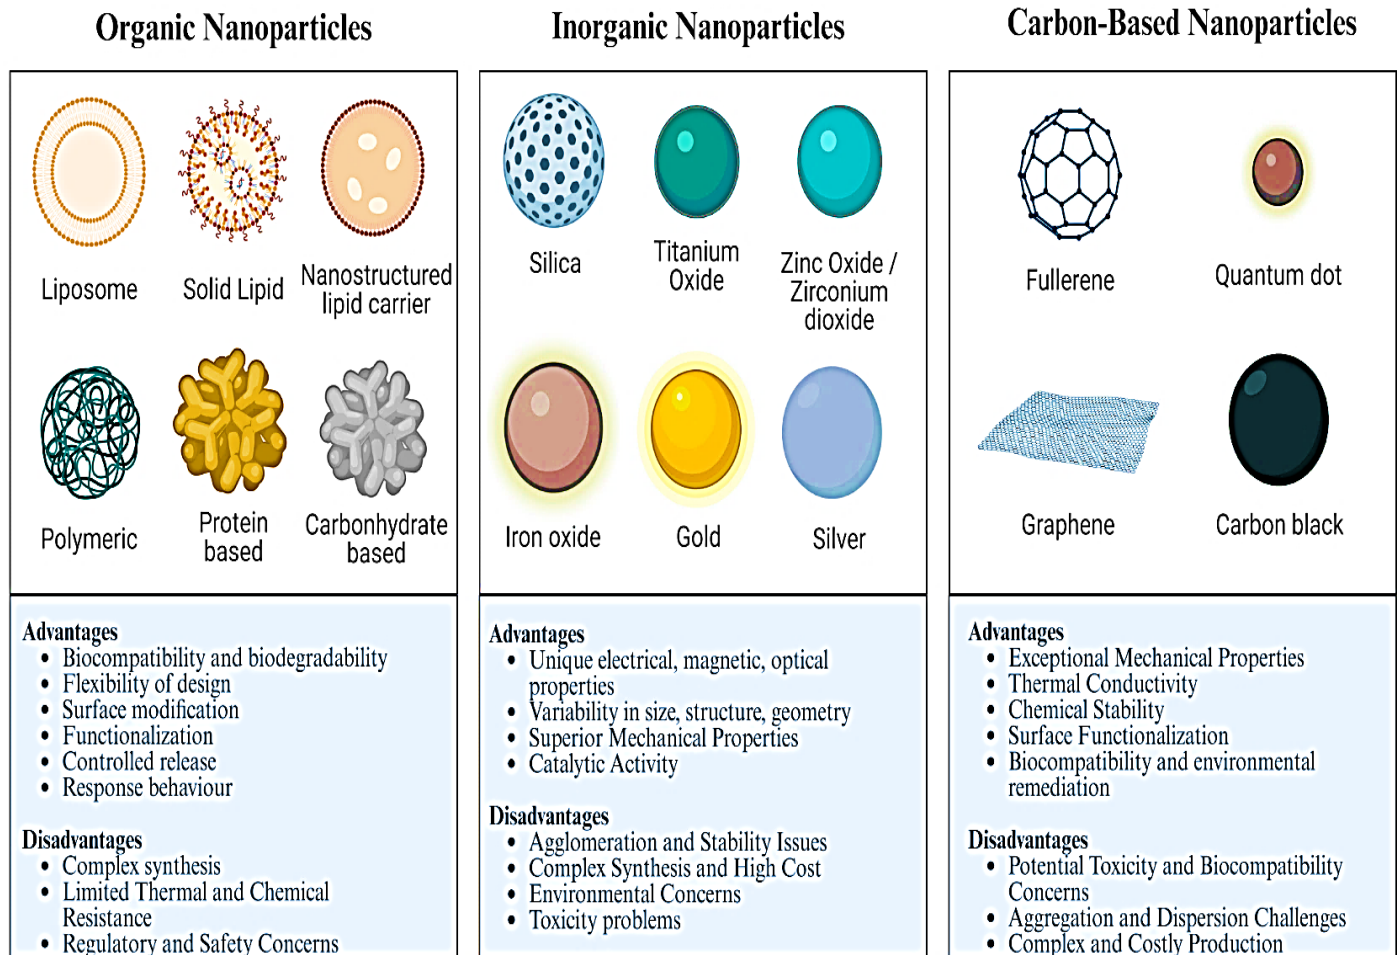 Organic Nanoparticles
Liposome
Solid Lipid
Nanostructured
lipid carrier
Polymeric
Protein
based
Carbonhydrate
based
Advantages
• Biocompatibility and biodegradability
• Flexibility of design
• Surface modification
• Functionalization
• Controlled release
• Response behaviour
Disadvantages
• Complex synthesis
• Limited Thermal and Chemical
Resistance
• Regulatory and Safety Concerns
Inorganic Nanoparticles
Silica
Titanium
Oxide
Zinc Oxide /
Zirconium
dioxide
Iron oxide
Gold
Silver
Advantages
• Unique electrical, magnetic, optical
properties
• Variability in size, structure, geometry
• Superior Mechanical Properties
• Catalytic Activity
Disadvantages
• Agglomeration and Stability Issues
• Complex Synthesis and High Cost
• Environmental Concerns
• Toxicity problems
Carbon-Based Nanoparticles
Fullerene
Quantum dot
Graphene
Carbon black
Advantages
• Exceptional Mechanical Properties
• Thermal Conductivity
• Chemical Stability
• Surface Functionalization
• Biocompatibility and environmental
remediation
Disadvantages
• Potential Toxicity and Biocompatibility
Concerns
• Aggregation and Dispersion Challenges
• Complex and Costly Production